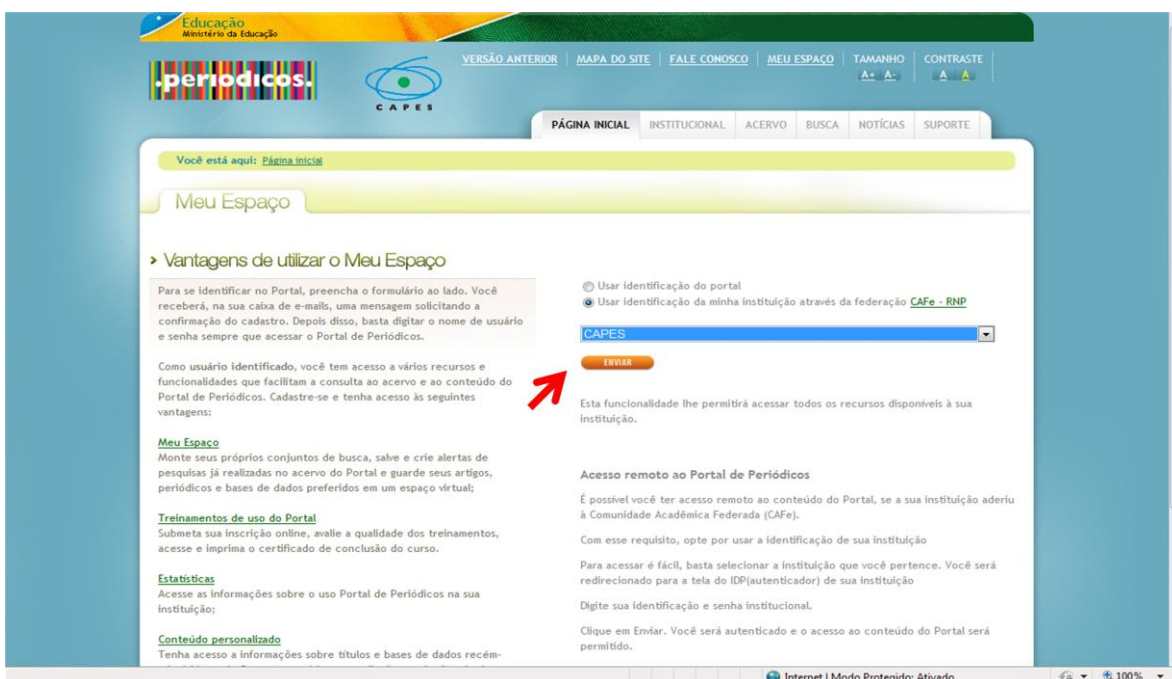 Educação
Ministério da Educação
.periodicos.
CAPES
VERSÃO ANTERIOR
MAPA DO SITE
FALE CONOSCO
MEU ESPAÇO
TAMANHO
A+ A-
CONTRASTE
A A
PÁGINA INICIAL
INSTITUCIONAL
ACERVO
BUSCA
NOTÍCIAS
SUPORTE
Você está aqui: Página inicial
Meu Espaço
Vantagens de utilizar o Meu Espaço
Para se identificar no Portal, preencha o formulário ao lado. Você
receberá, na sua caixa de e-mails, uma mensagem solicitando a
confirmação do cadastro. Depois disso, basta digitar o nome de usuário
e senha sempre que acessar o Portal de Periódicos.
Como usuário identificado, você tem acesso a vários recursos e
funcionalidades que facilitam a consulta ao acervo e ao conteúdo do
Portal de Periódicos. Cadastre-se e tenha acesso às seguintes
vantagens:
Meu Espaço
Monte seus próprios conjuntos de busca, salve e crie alertas de
pesquisas já realizadas no acervo do Portal e guarde seus artigos,
periódicos e bases de dados preferidos em um espaço virtual;
Treinamentos de uso do Portal
Submeta sua inscrição online, avalie a qualidade dos treinamentos,
acesse e imprima o certificado de conclusão do curso.
Estatísticas
Acesse as informações sobre o uso Portal de Periódicos na sua
instituição;
Conteúdo personalizado
Tenha acesso a informações sobre títulos e bases de dados recém-
Usar identificação do portal
Usar identificação da minha instituição através da federação CAFe - RNP
CAPES
ENVIAR
Esta funcionalidade lhe permitirá acessar todos os recursos disponíveis à sua
instituição.
Acesso remoto ao Portal de Periódicos
É possível você ter acesso remoto ao conteúdo do Portal, se a sua instituição aderiu
à Comunidade Acadêmica Federada (CAFe).
Com esse requisito, opte por usar a identificação de sua instituição
Para acessar é fácil, basta selecionar a instituição que você pertence. Você será
redirecionado para a tela do IDP(autenticador) de sua instituição
Digite sua identificação e senha institucional.
Clique em Enviar. Você será autenticado e o acesso ao conteúdo do Portal será
permitido.
Internet | Modo Protegido: Ativado
100%